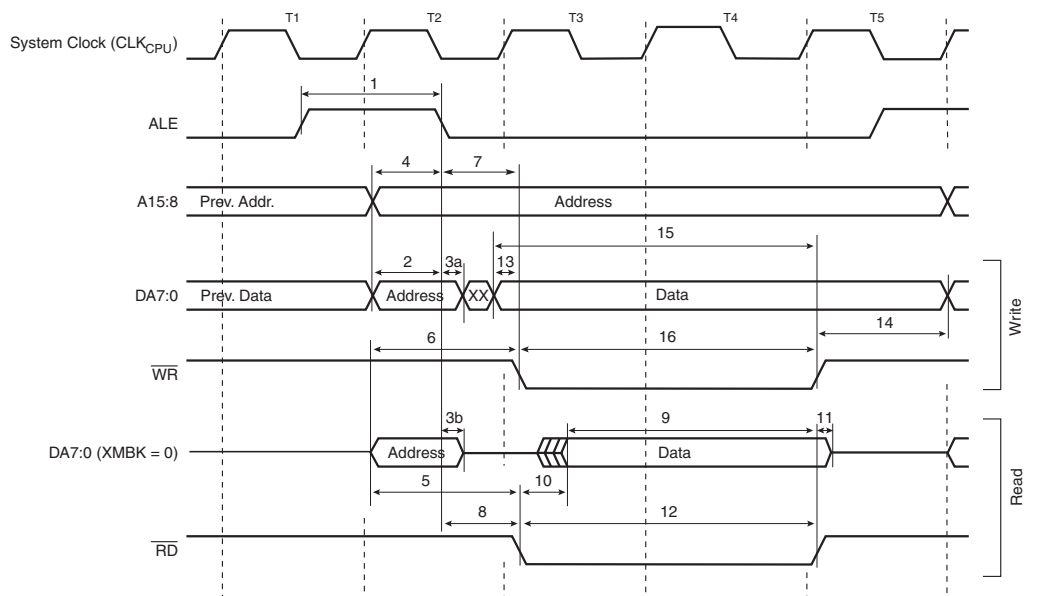 T1 T2 T3 T4 T5
System Clock (CLKCPU)
1
ALE
4 7
A15:8 Prev. Addr. Address
15
2 3a 13
DA7:0 Prev. Data Address XX Data
14
6 16
WR
Write
3b 9 11
DA7:0 (XMBK = 0) Address Data
5 10
8 12
RD
Read